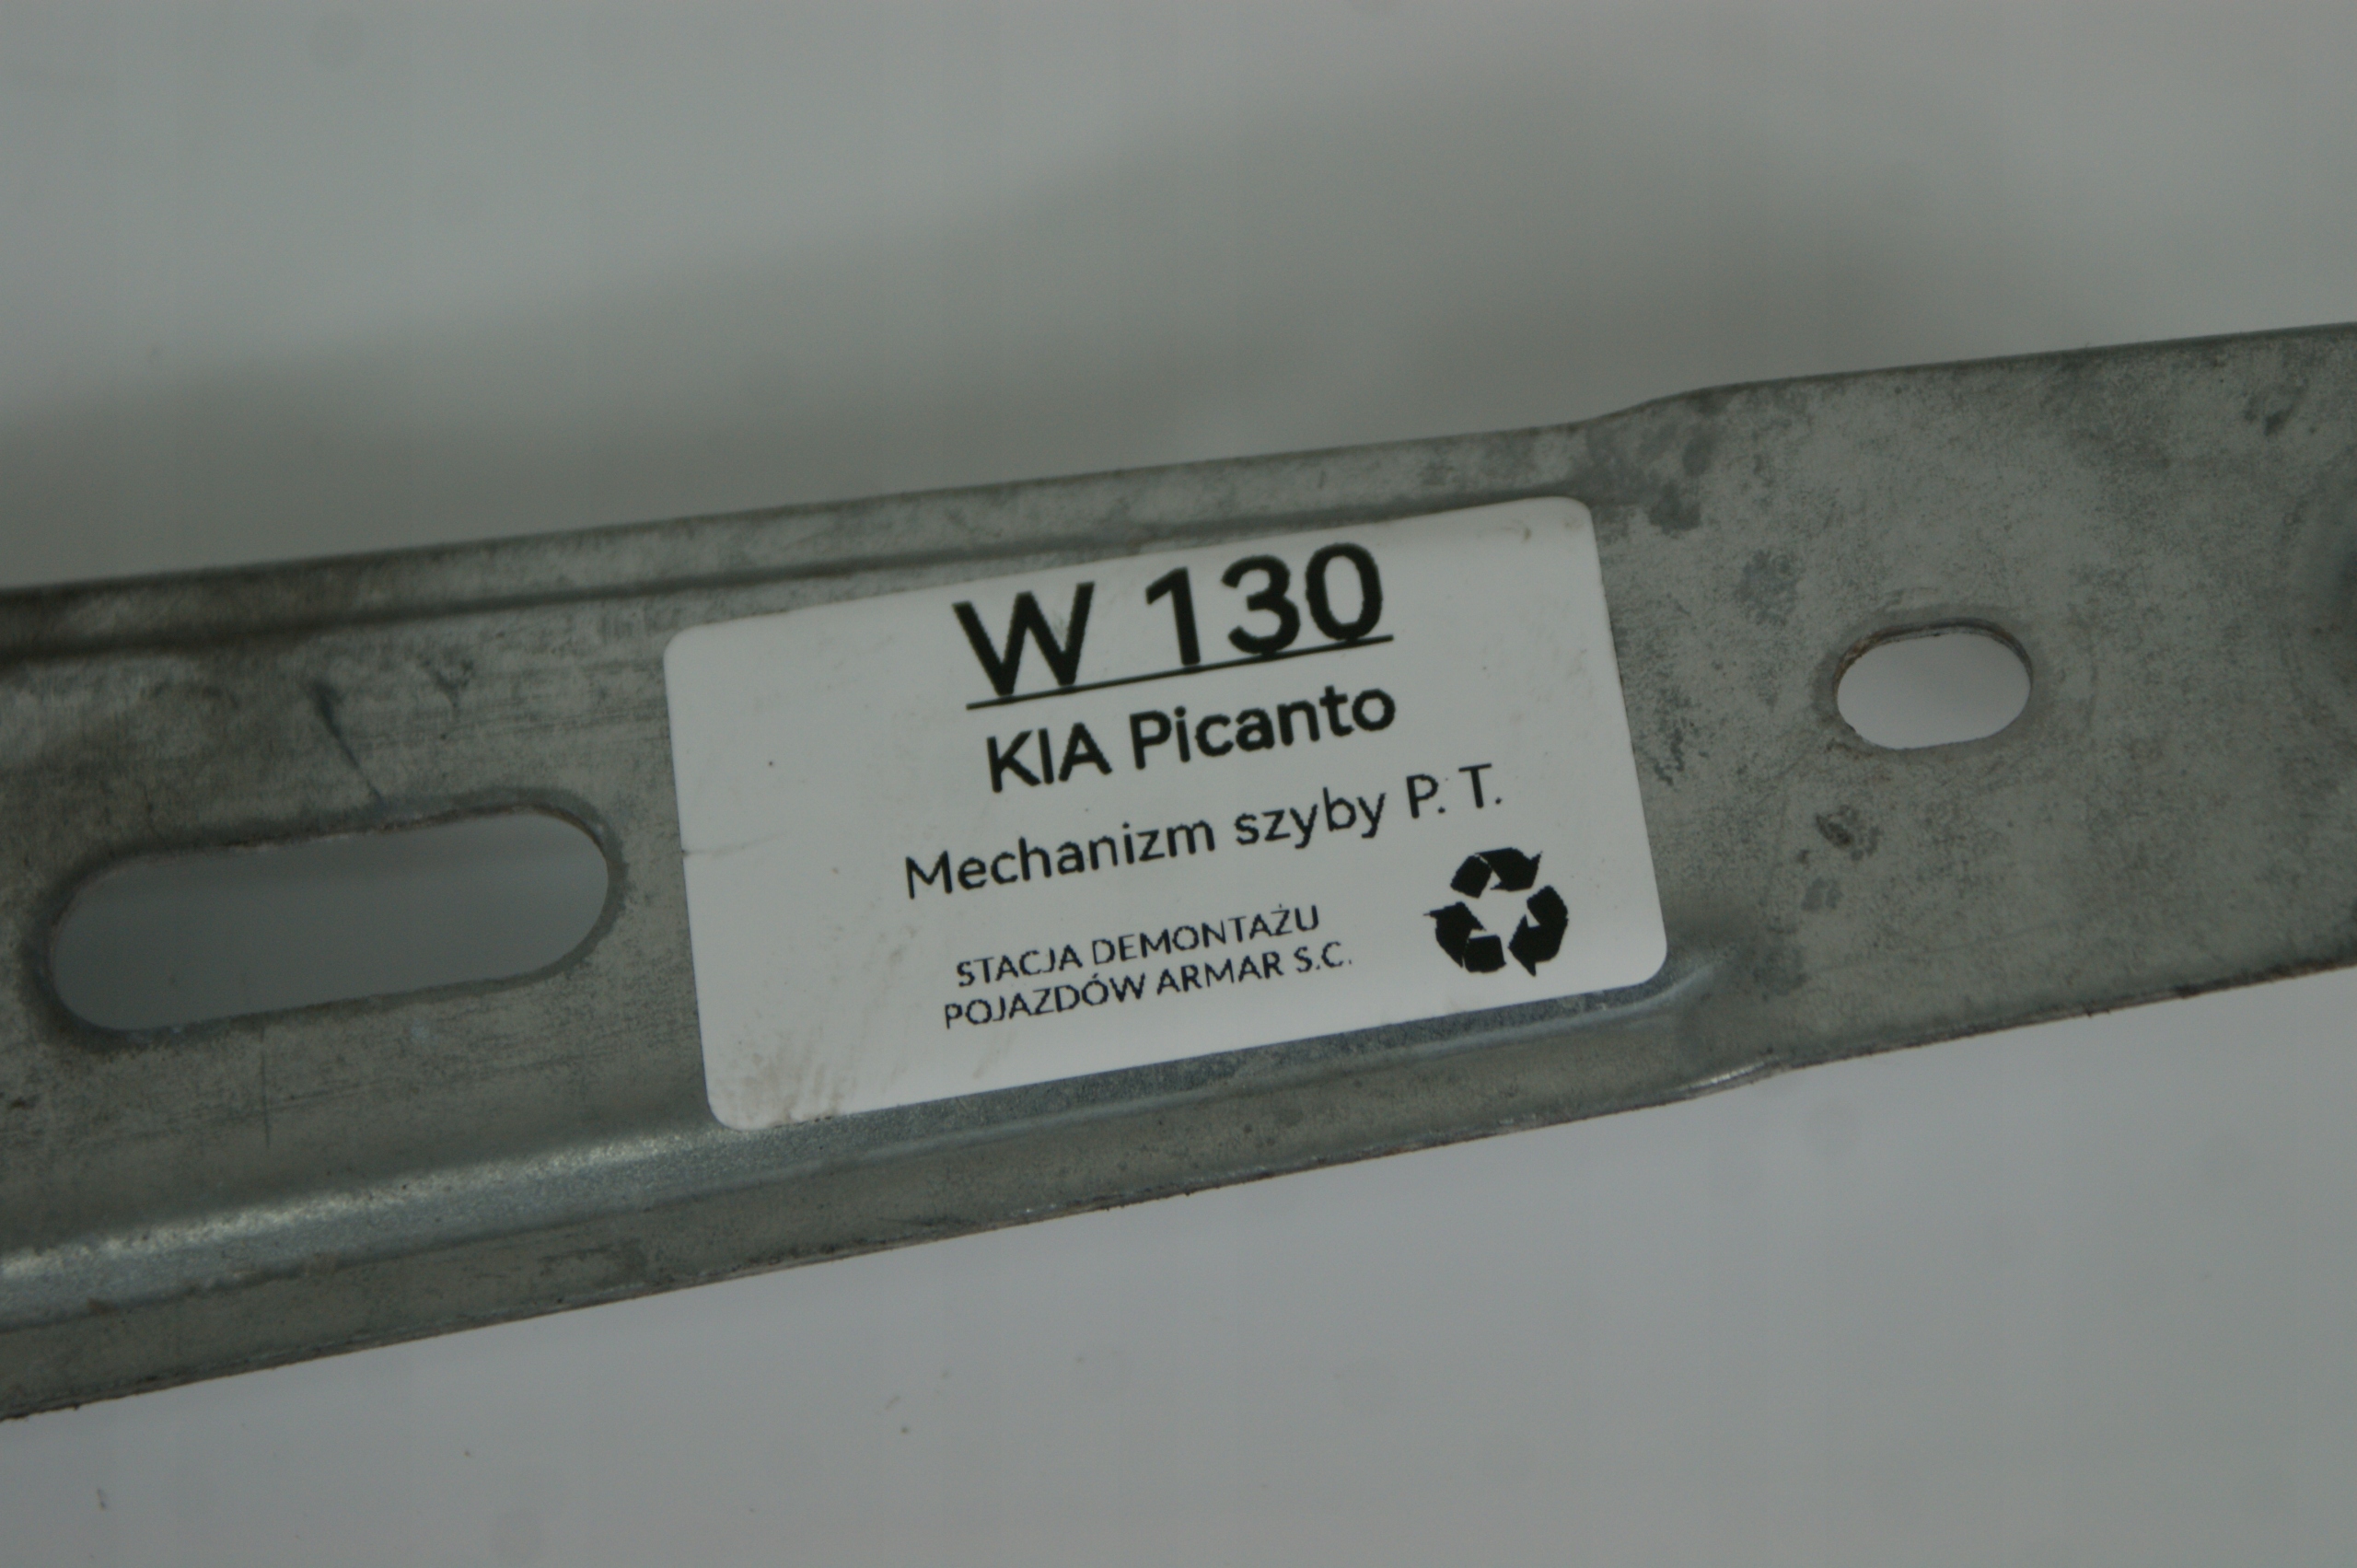 W 130
KIA Picanto
Mechanizm szyby P. T.
STACJA DEMONTAŻU
POJAZDÓW ARMAR S.C.